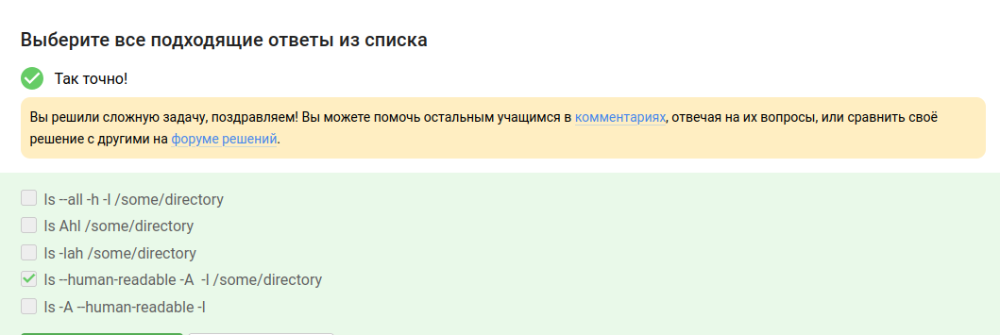 Выберите все подходящие ответы из списка
Так точно!
Вы решили сложную задачу, поздравляем! Вы можете помочь остальным учащимся в комментариях, отвечая на их вопросы, или сравнить своё
решение с другими на форуме решений.
ls --all -h -l /some/directory
ls Ahl /some/directory
ls -lah /some/directory
ls --human-readable -A  -l /some/directory
ls -A --human-readable -l